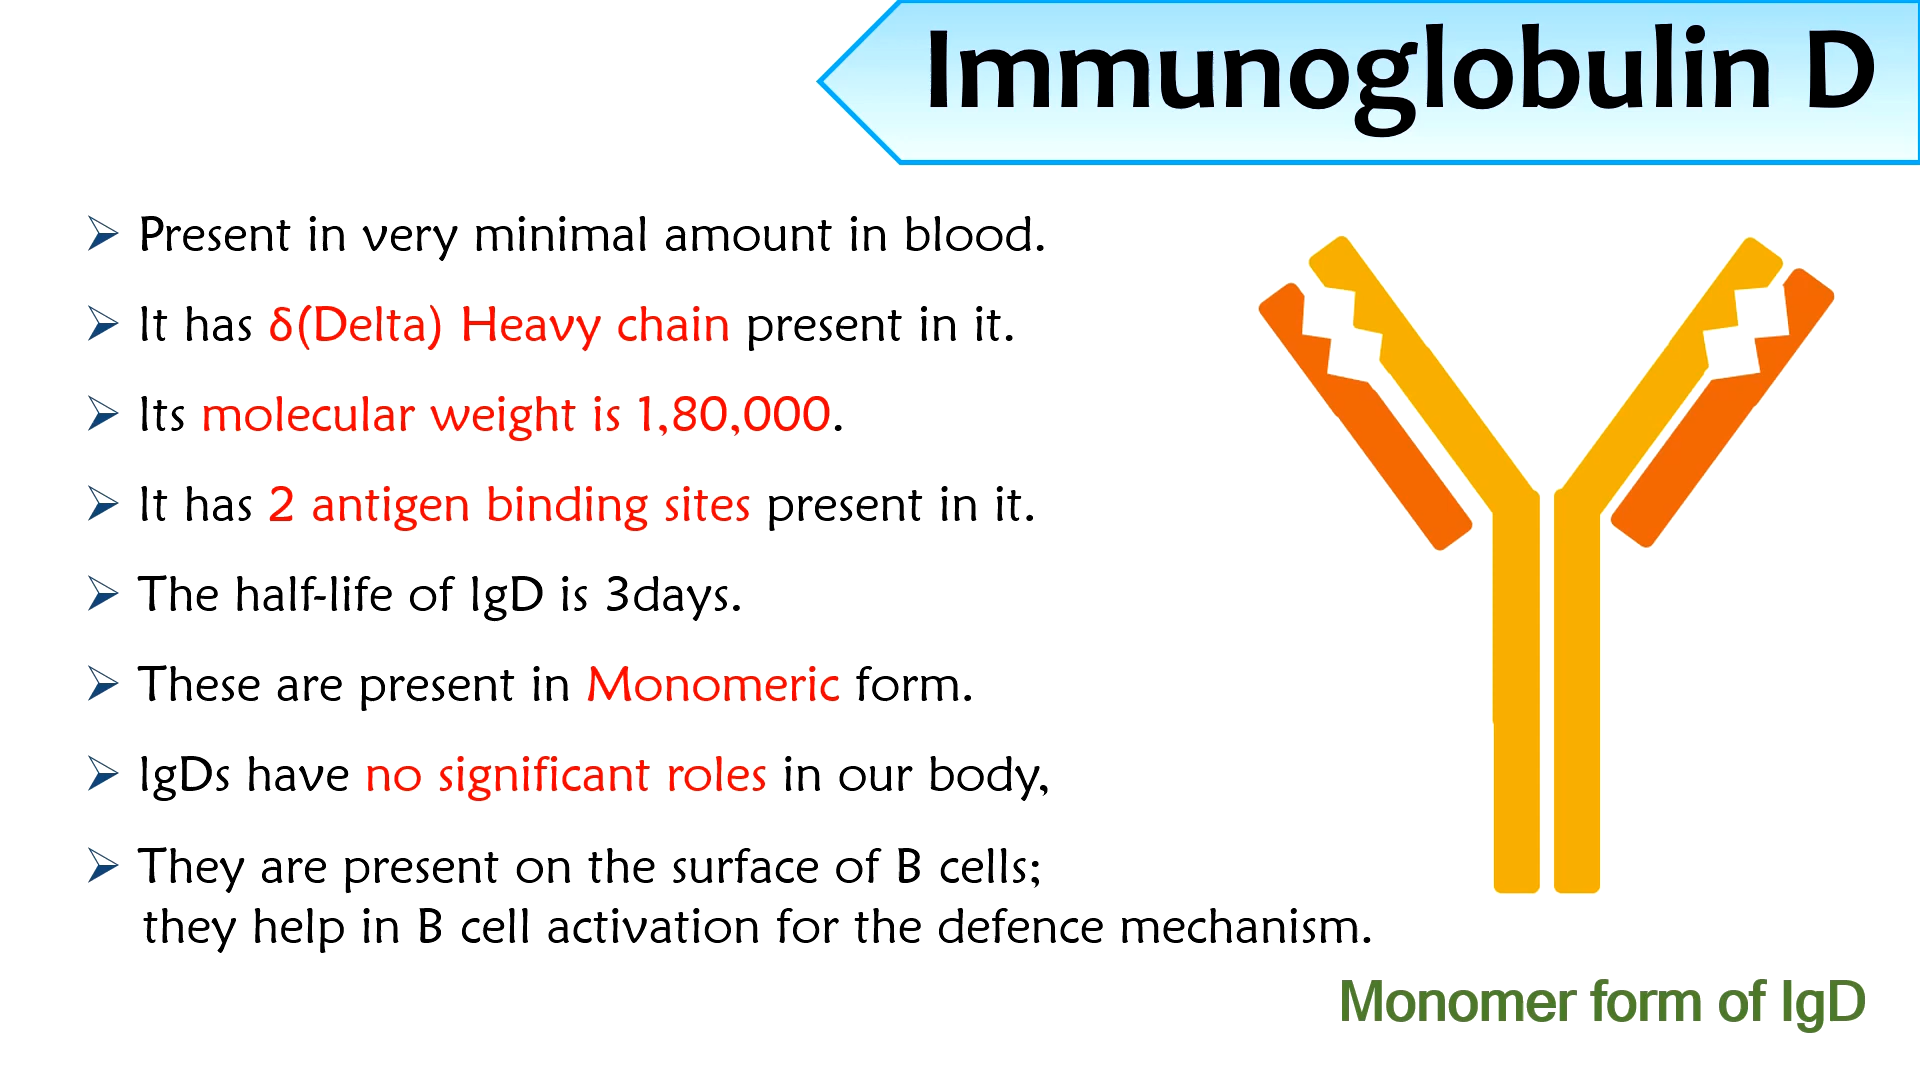 Immunoglobulin D
➢ Present in very minimal amount in blood.
➢ It has δ(Delta) Heavy chain present in it.
➢ Its molecular weight is 1,80,000.
➢ It has 2 antigen binding sites present in it.
➢ The half-life of IgD is 3days.
➢ These are present in Monomeric form.
➢ IgDs have no significant roles in our body,
➢ They are present on the surface of B cells;
they help in B cell activation for the defence mechanism.
Monomer form of IgD